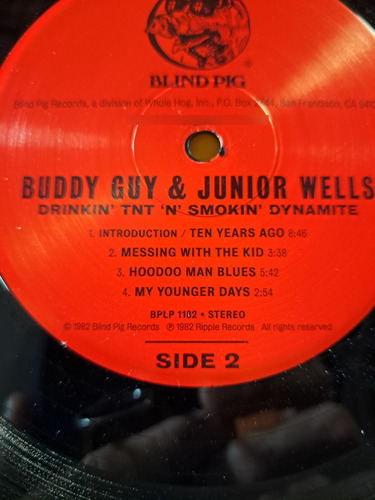 BLIND PIG
Blind Pig Records, a division of Whole Hog, Inc., P.O. Box San Francisco, CA
BUDDY GUY & JUNIOR WELLS
DRINKIN' TNT 'N' SMOKIN' DYNAMITE
1. INTRODUCTION / TEN YEARS AGO 8:46
2. MESSING WITH THE KID 3:38
3. HOODOO MAN BLUES 5:42
4. MY YOUNGER DAYS 2:54
BPLP 1182 • STEREO
© 1982 Blind Pig Records ℗ 1982 Ripple Records All rights reserved
SIDE 2